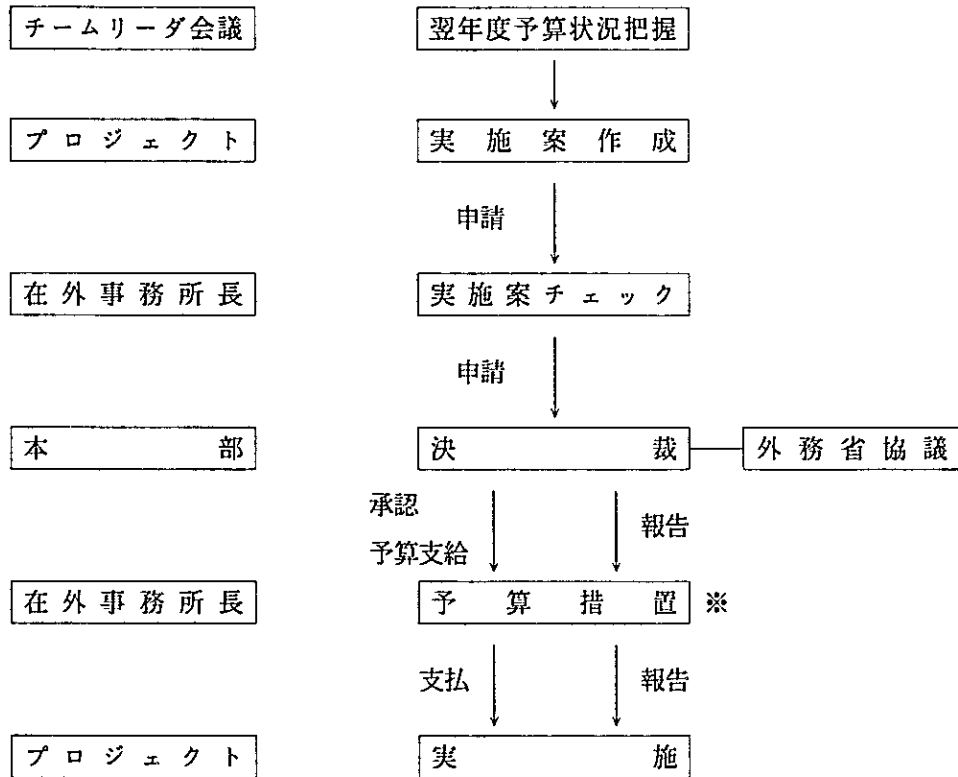 チームリーダ会議 翌年度予算状況把握
プロジェクト 実施案作成
申請
在外事務所長 実施案チェック
申請
本部 決裁 外務省協議
承認
報告
予算支給
在外事務所長 予算措置 ※
支払 報告
プロジェクト 実施